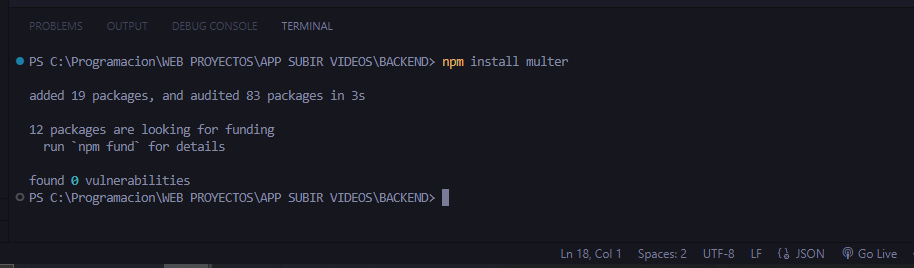 PROBLEMS OUTPUT DEBUG CONSOLE TERMINAL
PS C:\Programacion\WEB PROYECTOS\APP SUBIR VIDEOS\BACKEND> npm install multer
added 19 packages, and audited 83 packages in 3s
12 packages are looking for funding
  run `npm fund` for details
found 0 vulnerabilities
PS C:\Programacion\WEB PROYECTOS\APP SUBIR VIDEOS\BACKEND>
Ln 18, Col 1 Spaces: 2 UTF-8 LF {} JSON Go Live